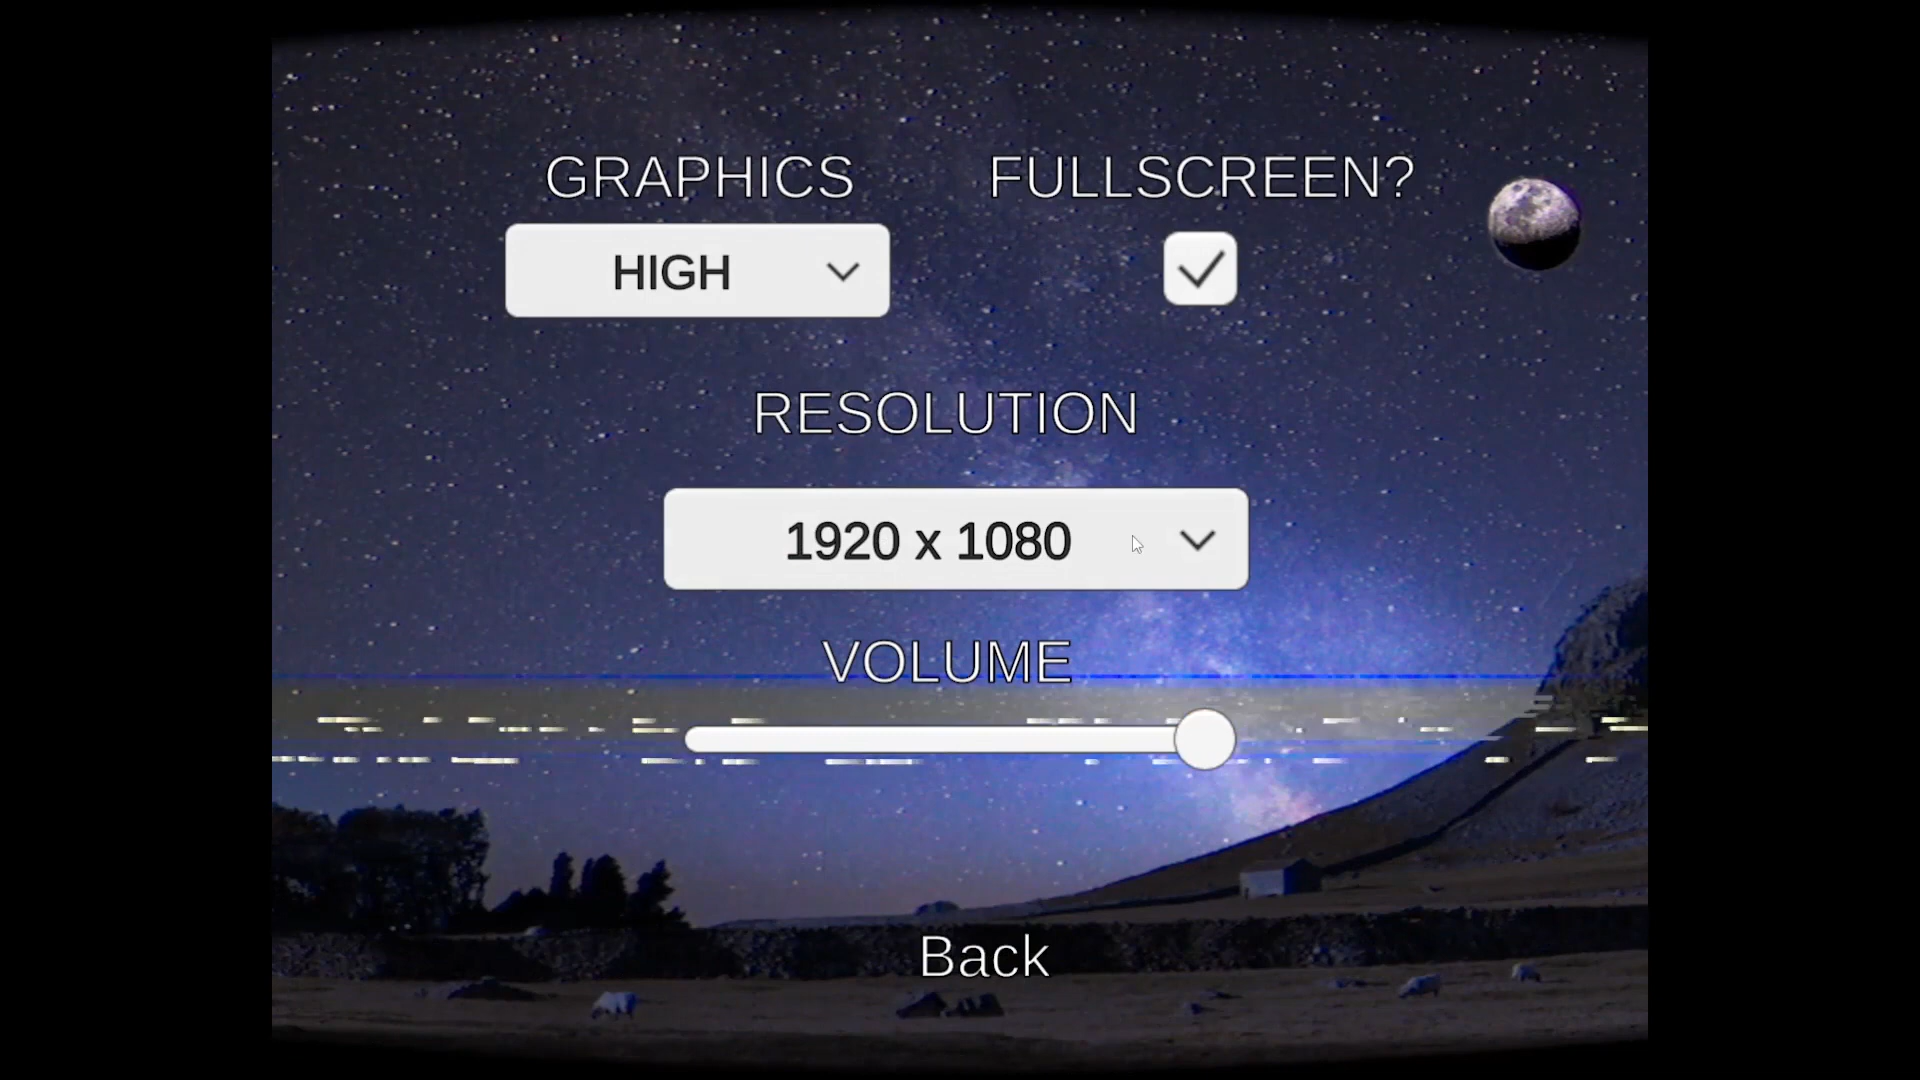 GRAPHICS
FULLSCREEN?
HIGH
RESOLUTION
1920 x 1080
VOLUME
Back